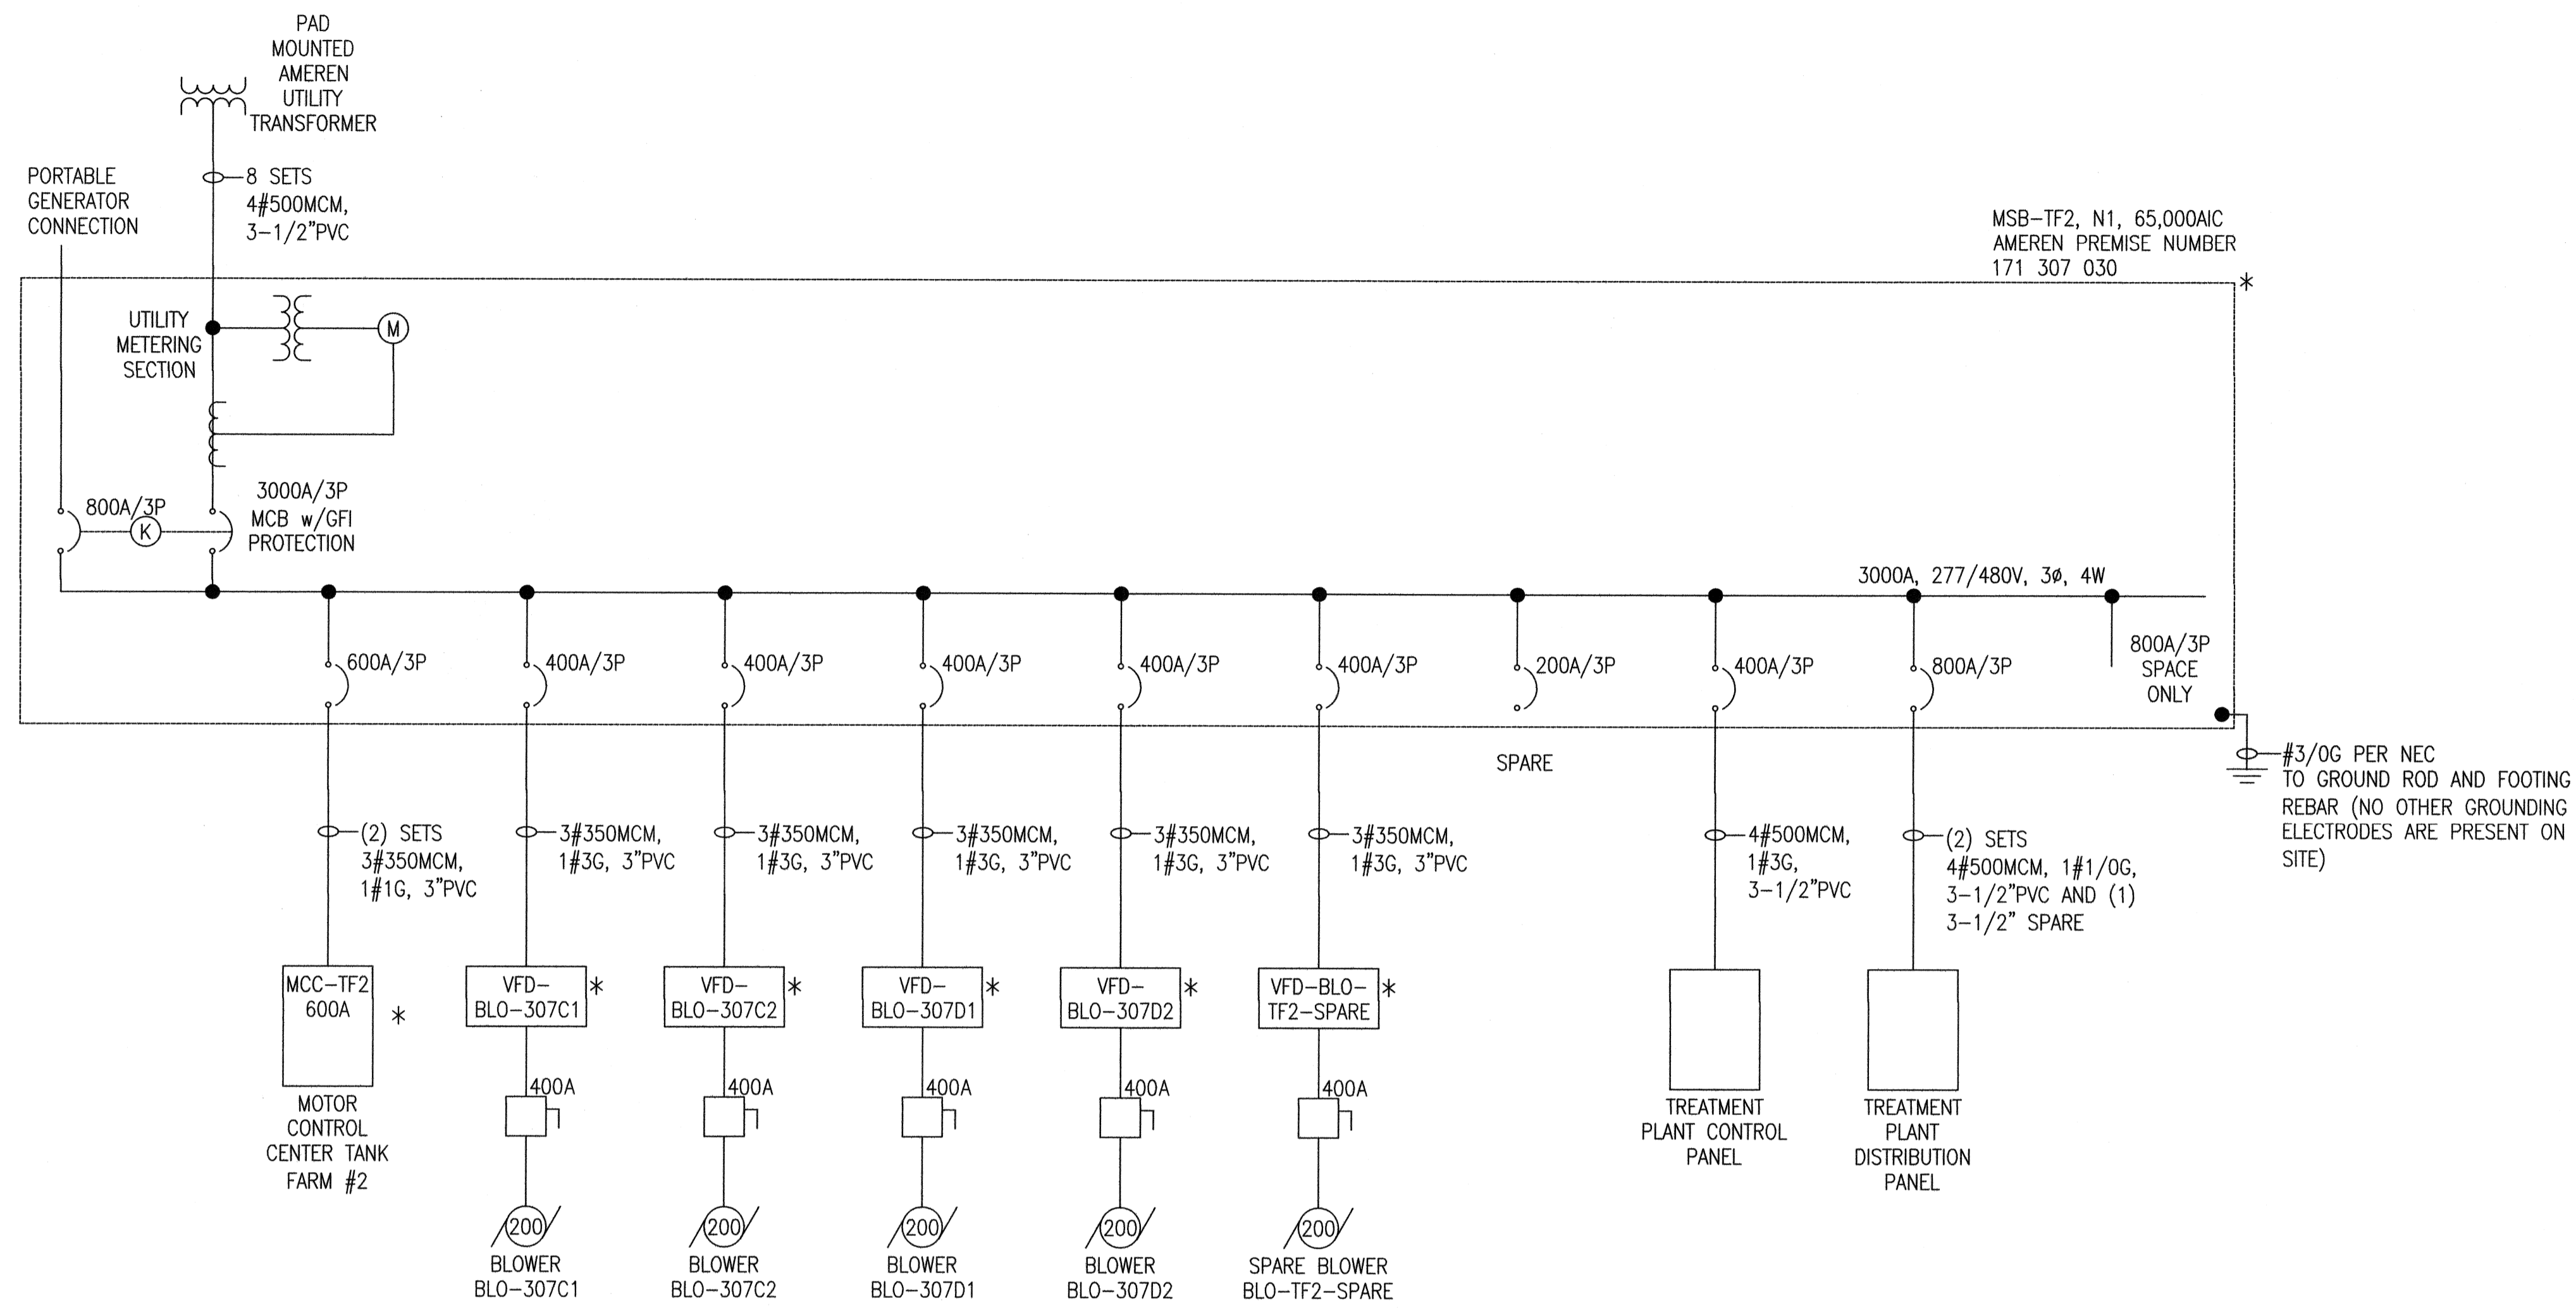 PAD
MOUNTED
AMEREN
UTILITY
TRANSFORMER
PORTABLE
GENERATOR
CONNECTION
8 SETS
4#500MCM,
3-1/2"PVC
MSB-TF2, N1, 65,000AIC
AMEREN PREMISE NUMBER
171 307 030
*
UTILITY
METERING
SECTION
M
800A/3P
K
3000A/3P
MCB w/GFI
PROTECTION
3000A, 277/480V, 3ø, 4W
600A/3P
400A/3P
400A/3P
400A/3P
400A/3P
400A/3P
200A/3P
400A/3P
800A/3P
800A/3P
SPACE
ONLY
SPARE
#3/0G PER NEC
TO GROUND ROD AND FOOTING
REBAR (NO OTHER GROUNDING
ELECTRODES ARE PRESENT ON
SITE)
(2) SETS
3#350MCM,
1#1G, 3"PVC
3#350MCM,
1#3G, 3"PVC
3#350MCM,
1#3G, 3"PVC
3#350MCM,
1#3G, 3"PVC
3#350MCM,
1#3G, 3"PVC
3#350MCM,
1#3G, 3"PVC
4#500MCM,
1#3G,
3-1/2"PVC
(2) SETS
4#500MCM, 1#1/0G,
3-1/2"PVC AND (1)
3-1/2" SPARE
MCC-TF2
600A
*
VFD-
BLO-307C1
*
VFD-
BLO-307C2
*
VFD-
BLO-307D1
*
VFD-
BLO-307D2
*
VFD-BLO-
TF2-SPARE
*
MOTOR
CONTROL
CENTER TANK
FARM #2
400A
400A
400A
400A
400A
TREATMENT
PLANT CONTROL
PANEL
TREATMENT
PLANT
DISTRIBUTION
PANEL
200
BLOWER
BLO-307C1
200
BLOWER
BLO-307C2
200
BLOWER
BLO-307D1
200
BLOWER
BLO-307D2
200
SPARE BLOWER
BLO-TF2-SPARE